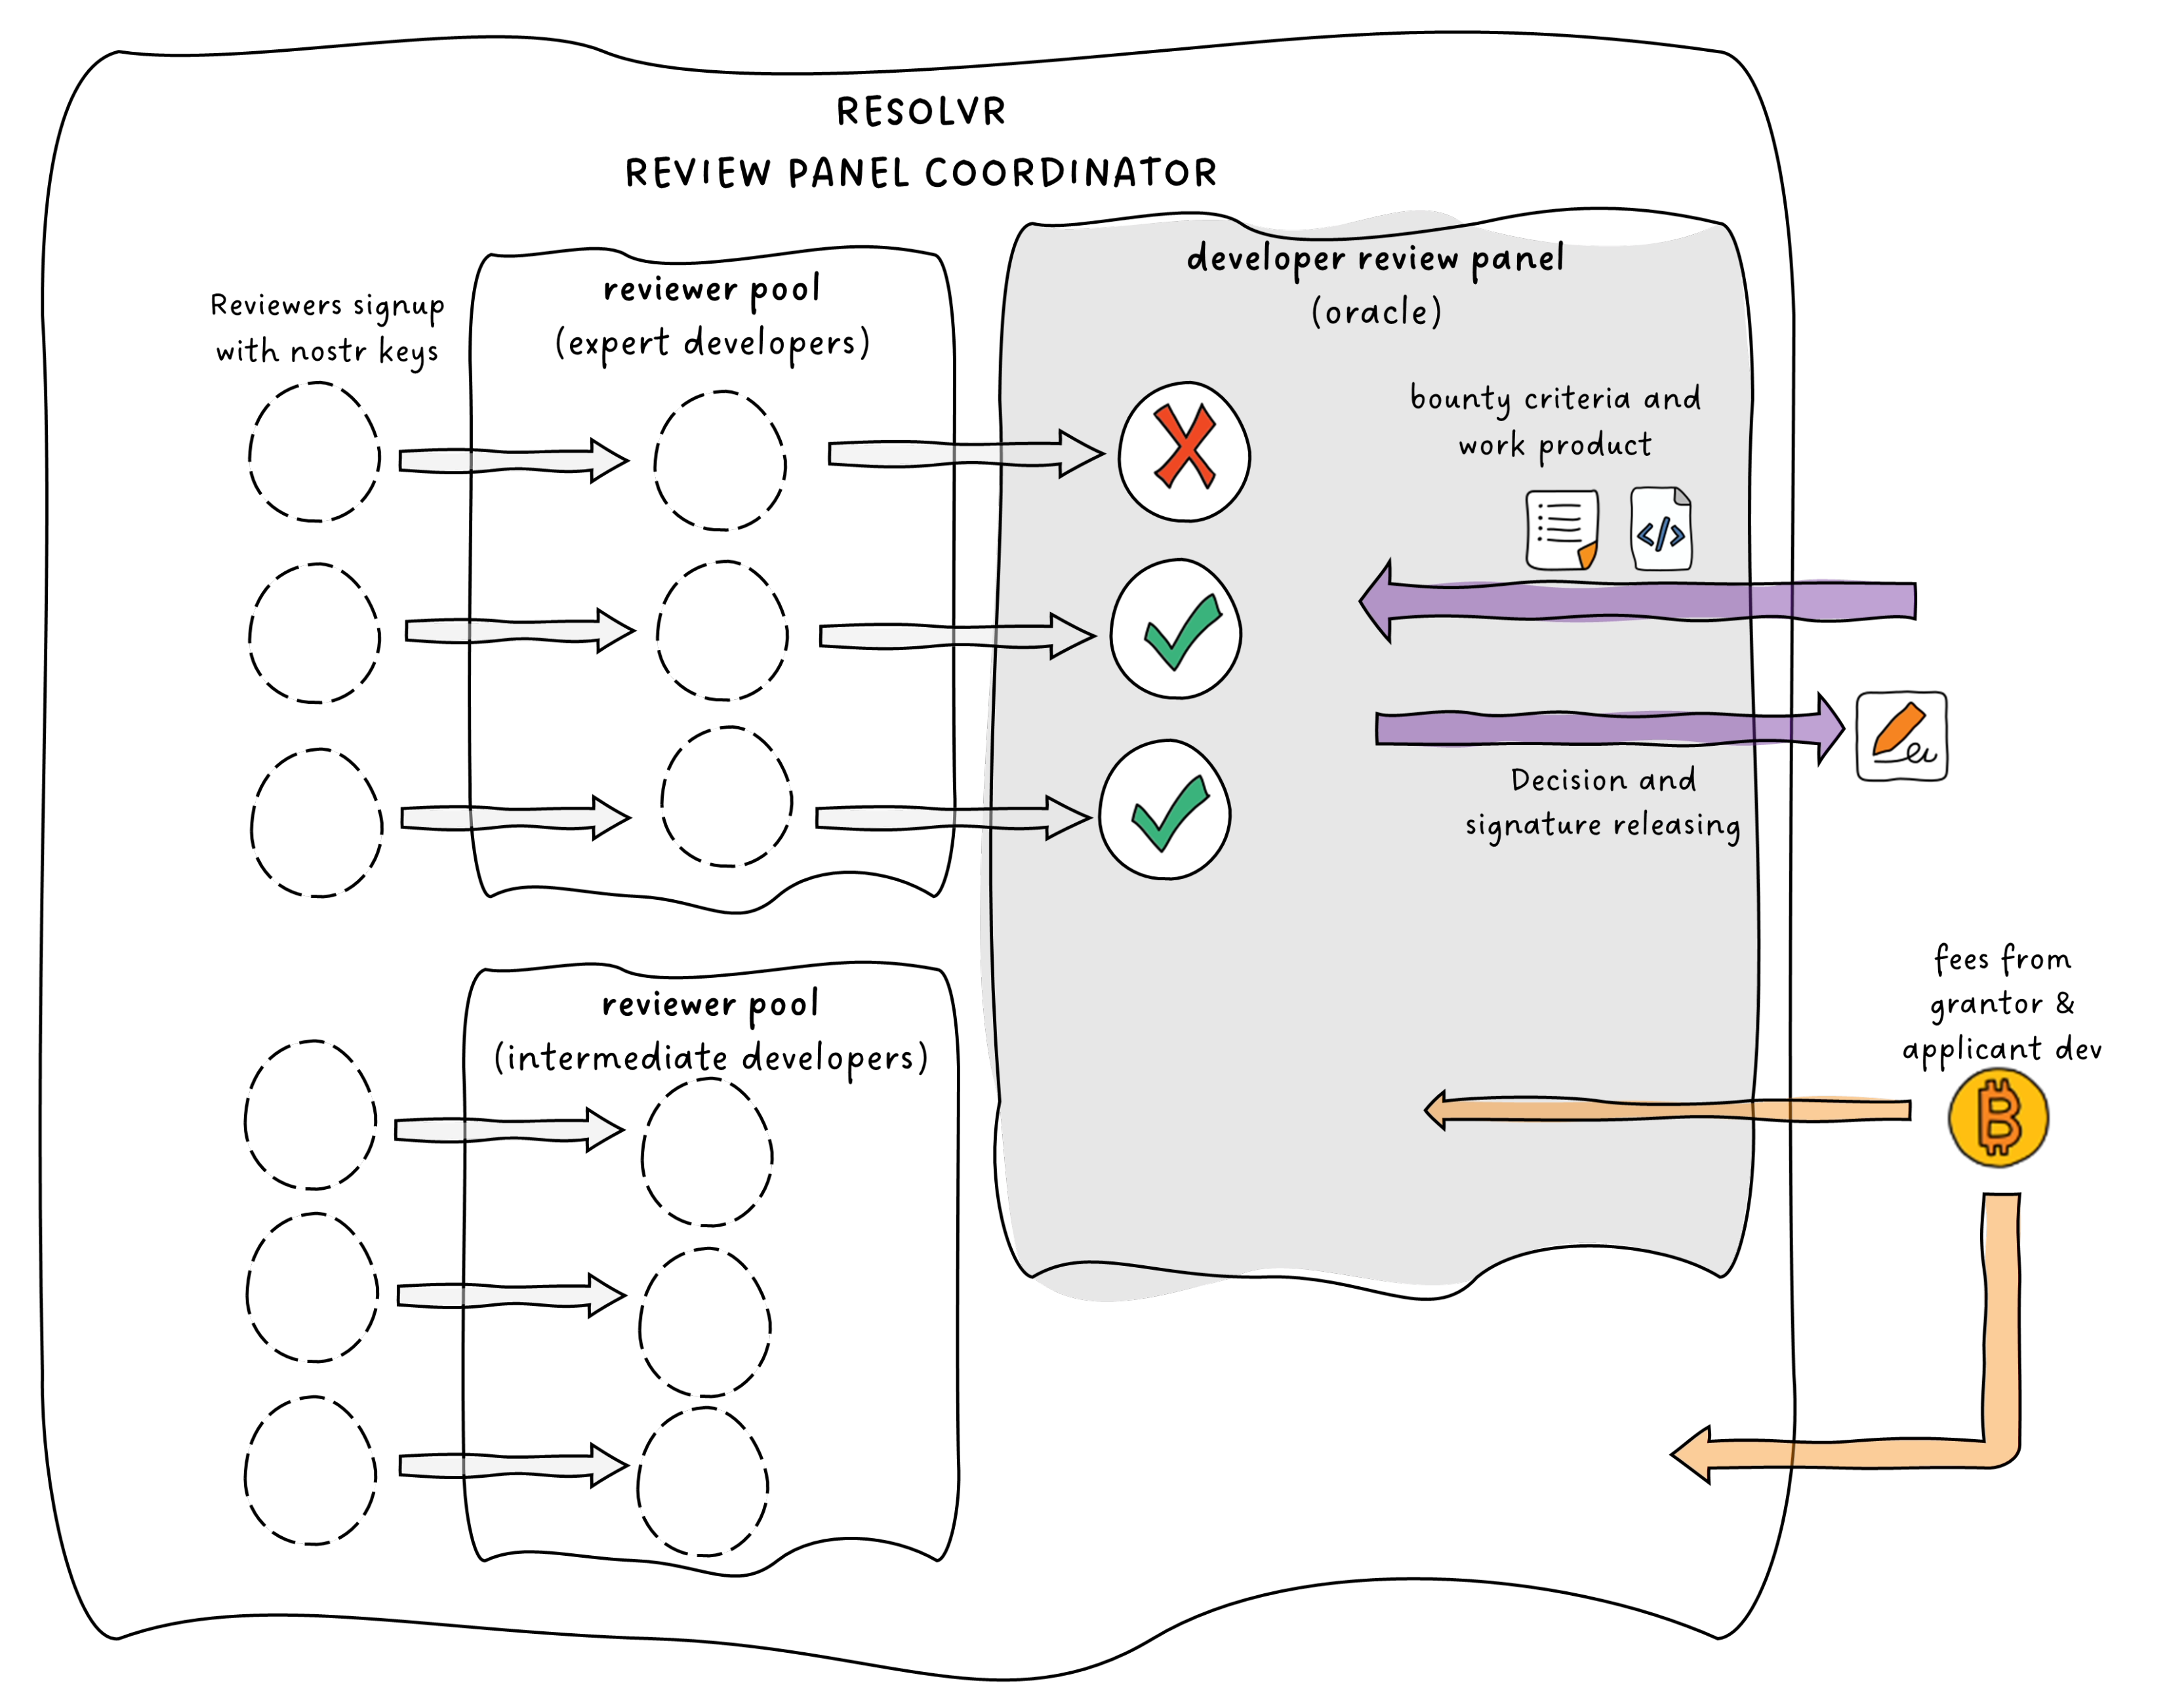 RESOLVR
REVIEW PANEL COORDINATOR
Reviewers signup
with nostr keys
reviewer pool
(expert developers)
developer review panel
(oracle)
bounty criteria and
work product
</>
Decision and
signature releasing
reviewer pool
(intermediate developers)
fees from
grantor &
applicant dev